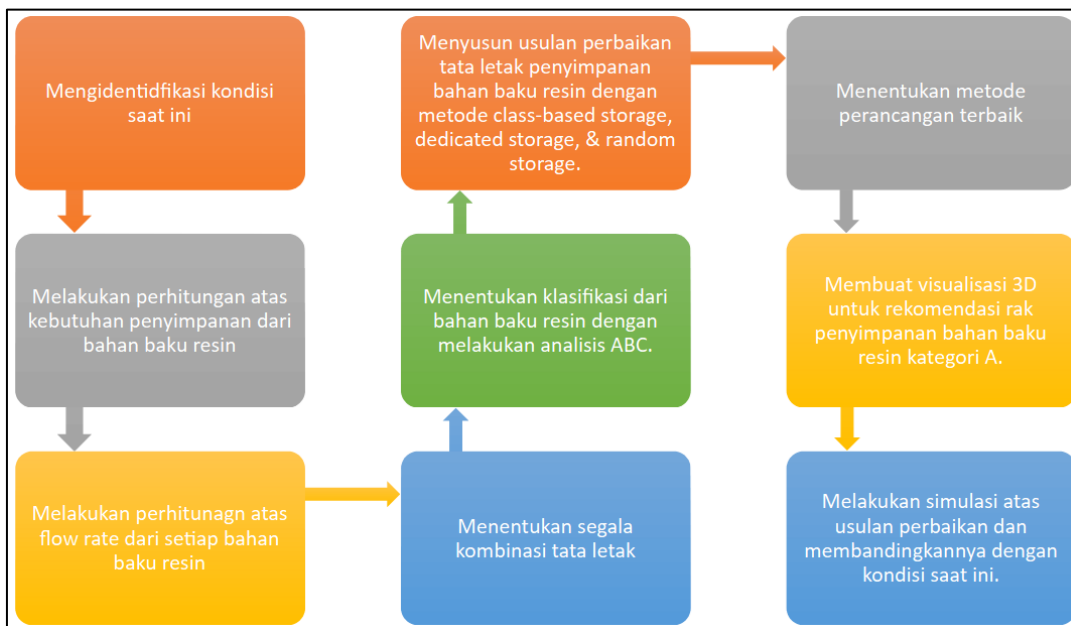 Mengidentidfikasi kondisi
saat ini
Melakukan perhitungan atas
kebutuhan penyimpanan dari
bahan baku resin
Melakukan perhitunagn atas
flow rate dari setiap bahan
baku resin
Menentukan segala
kombinasi tata letak
Menentukan klasifikasi dari
bahan baku resin dengan
melakukan analisis ABC.
Menyusun usulan perbaikan
tata letak penyimpanan
bahan baku resin dengan
metode class-based storage,
dedicated storage, & random
storage.
Menentukan metode
perancangan terbaik
Membuat visualisasi 3D
untuk rekomendasi rak
penyimpanan bahan baku
resin kategori A.
Melakukan simulasi atas
usulan perbaikan dan
membandingkannya dengan
kondisi saat ini.